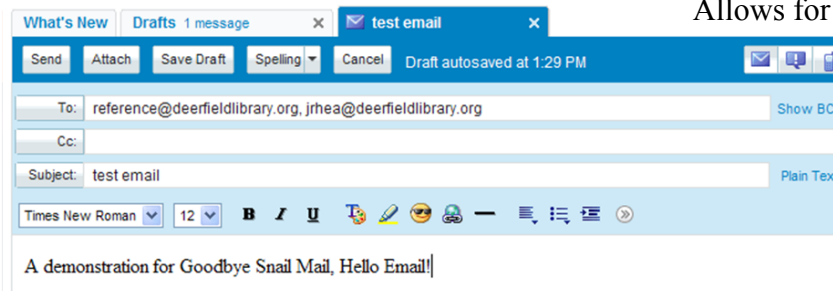 Allows for
What's New Drafts 1 message test email
Send Attach Save Draft Spelling Cancel Draft autosaved at 1:29 PM
To: reference@deerfieldlibrary.org, jrhea@deerfieldlibrary.org Show BC
Cc:
Subject: test email Plain Tex
Times New Roman 12 B I U
A demonstration for Goodbye Snail Mail, Hello Email!